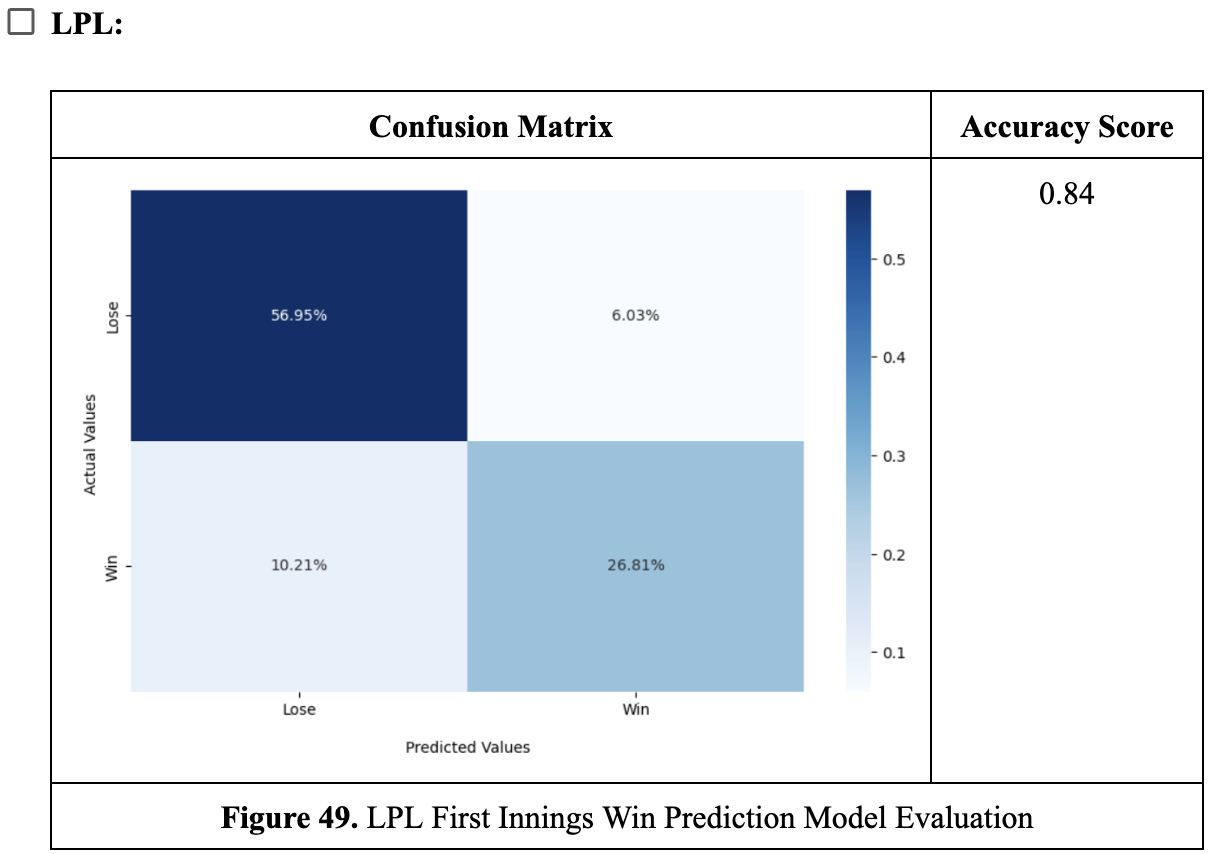 LPL:
Confusion Matrix
Accuracy Score
0.84
Actual Values
Lose
56.95%
6.03%
Win
10.21%
26.81%
Lose
Win
Predicted Values
0.5
0.4
0.3
0.2
0.1
Figure 49. LPL First Innings Win Prediction Model Evaluation